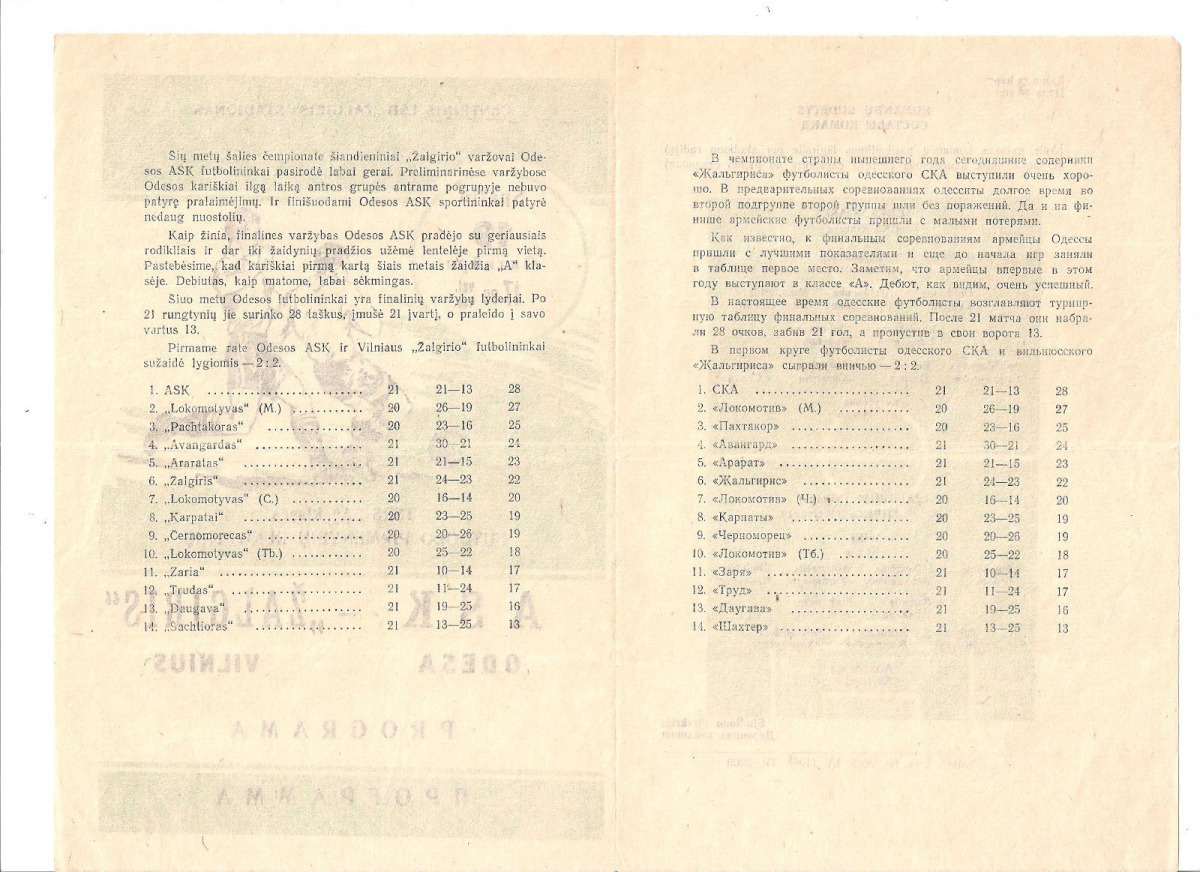 Šių metų šalies čempionate šiandieniniai „Žalgirio“ varžovai Ode-
sos ASK futbolininkai pasirodė labai gerai. Preliminarinėse varžybose
Odesos kariškiai ilgą laiką antros grupės antrame pogrupyje nebuvo
patyrę pralaimėjimų. Ir finišuodami Odesos ASK sportininkai patyrė
nedaug nuostolių.
Kaip žinia, finalines varžybas Odesos ASK pradėjo su geriausiais
rodikliais ir dar iki žaidynių pradžios užėmė lentelėje pirmą vietą.
Pastebėsime, kad kariškiai pirmą kartą šiais metais žaidžia „A“ kla-
sėje. Debiutas, kaip matome, labai sėkmingas.
Šiuo metu Odesos futbolininkai yra finalinių varžybų lyderiai. Po
21 rungtynių jie surinko 28 taškus, įmušė 21 įvartį, o praleido į savo
vartus 13.
Pirmame rate Odesos ASK ir Vilniaus „Žalgirio“ futbolininkai
sužaidė lygiomis — 2 : 2.
1. ASK .................... 21 21—13 28
2. „Lokomotyvas“ (M.) ........... 20 26—19 27
3. „Pachtakoras“ .............. 20 23—16 25
4. „Avangardas“ ................. 21 30—21 24
5. „Araratas“ ................. 21 21—15 23
6. „Žalgiris“ ................. 21 24—23 22
7. „Lokomotyvas“ (Č.) ........... 20 16—14 20
8. „Karpatai“ ................. 20 23—25 19
9. „Černomorecas“ ............... 20 20—26 19
10. „Lokomotyvas“ (Tb.) ........... 20 25—22 18
11. „Zaria“ .................... 21 10—14 17
12. „Trudas“ ................... 21 11—24 17
13. „Daugava“ .................. 21 19—25 16
14. „Šachtioras“ ................ 21 13—25 13
В чемпионате страны нынешнего года сегодняшние соперники
«Жальгириса» футболисты одесского СКА выступили очень хоро-
шо. В предварительных соревнованиях одесситы долгое время во
второй подгруппе второй группы шли без поражений. Да и на фи-
нише армейские футболисты пришли с малыми потерями.
Как известно, к финальным соревнованиям армейцы Одессы
пришли с лучшими показателями и еще до начала игр заняли
в таблице первое место. Заметим, что армейцы впервые в этом
году выступают в классе «А». Дебют, как видим, очень успешный.
В настоящее время одесские футболисты возглавляют турнир-
ную таблицу финальных соревнований. После 21 матча они набра-
ли 28 очков, забив 21 гол, а пропустив в свои ворота 13.
В первом круге футболисты одесского СКА и вильнюсского
«Жальгириса» сыграли вничью — 2 : 2.
1. СКА .................... 21 21—13 28
2. «Локомотив» (М.) .......... 20 26—19 27
3. «Пахтакор» ................ 20 23—16 25
4. «Авангард» ................ 21 30—21 24
5. «Арарат» .................. 21 21—15 23
6. «Жальгирис» ............... 21 24—23 22
7. «Локомотив» (Ч.) ........... 20 16—14 20
8. «Карпаты» ................. 20 23—25 19
9. «Черноморец» .............. 20 20—26 19
10. «Локомотив» (Тб.) .......... 20 25—22 18
11. «Заря» ................... 21 10—14 17
12. «Труд» ................... 21 11—24 17
13. «Даугава» ................. 21 19—25 16
14. «Шахтер» .................. 21 13—25 13
KOMANDŲ SUDĖTYS
СОСТАВЫ КОМАНД
ASK „ŽALGIRIS“
ODESA VILNIUS
PROGRAMA
ПРОГРАММА